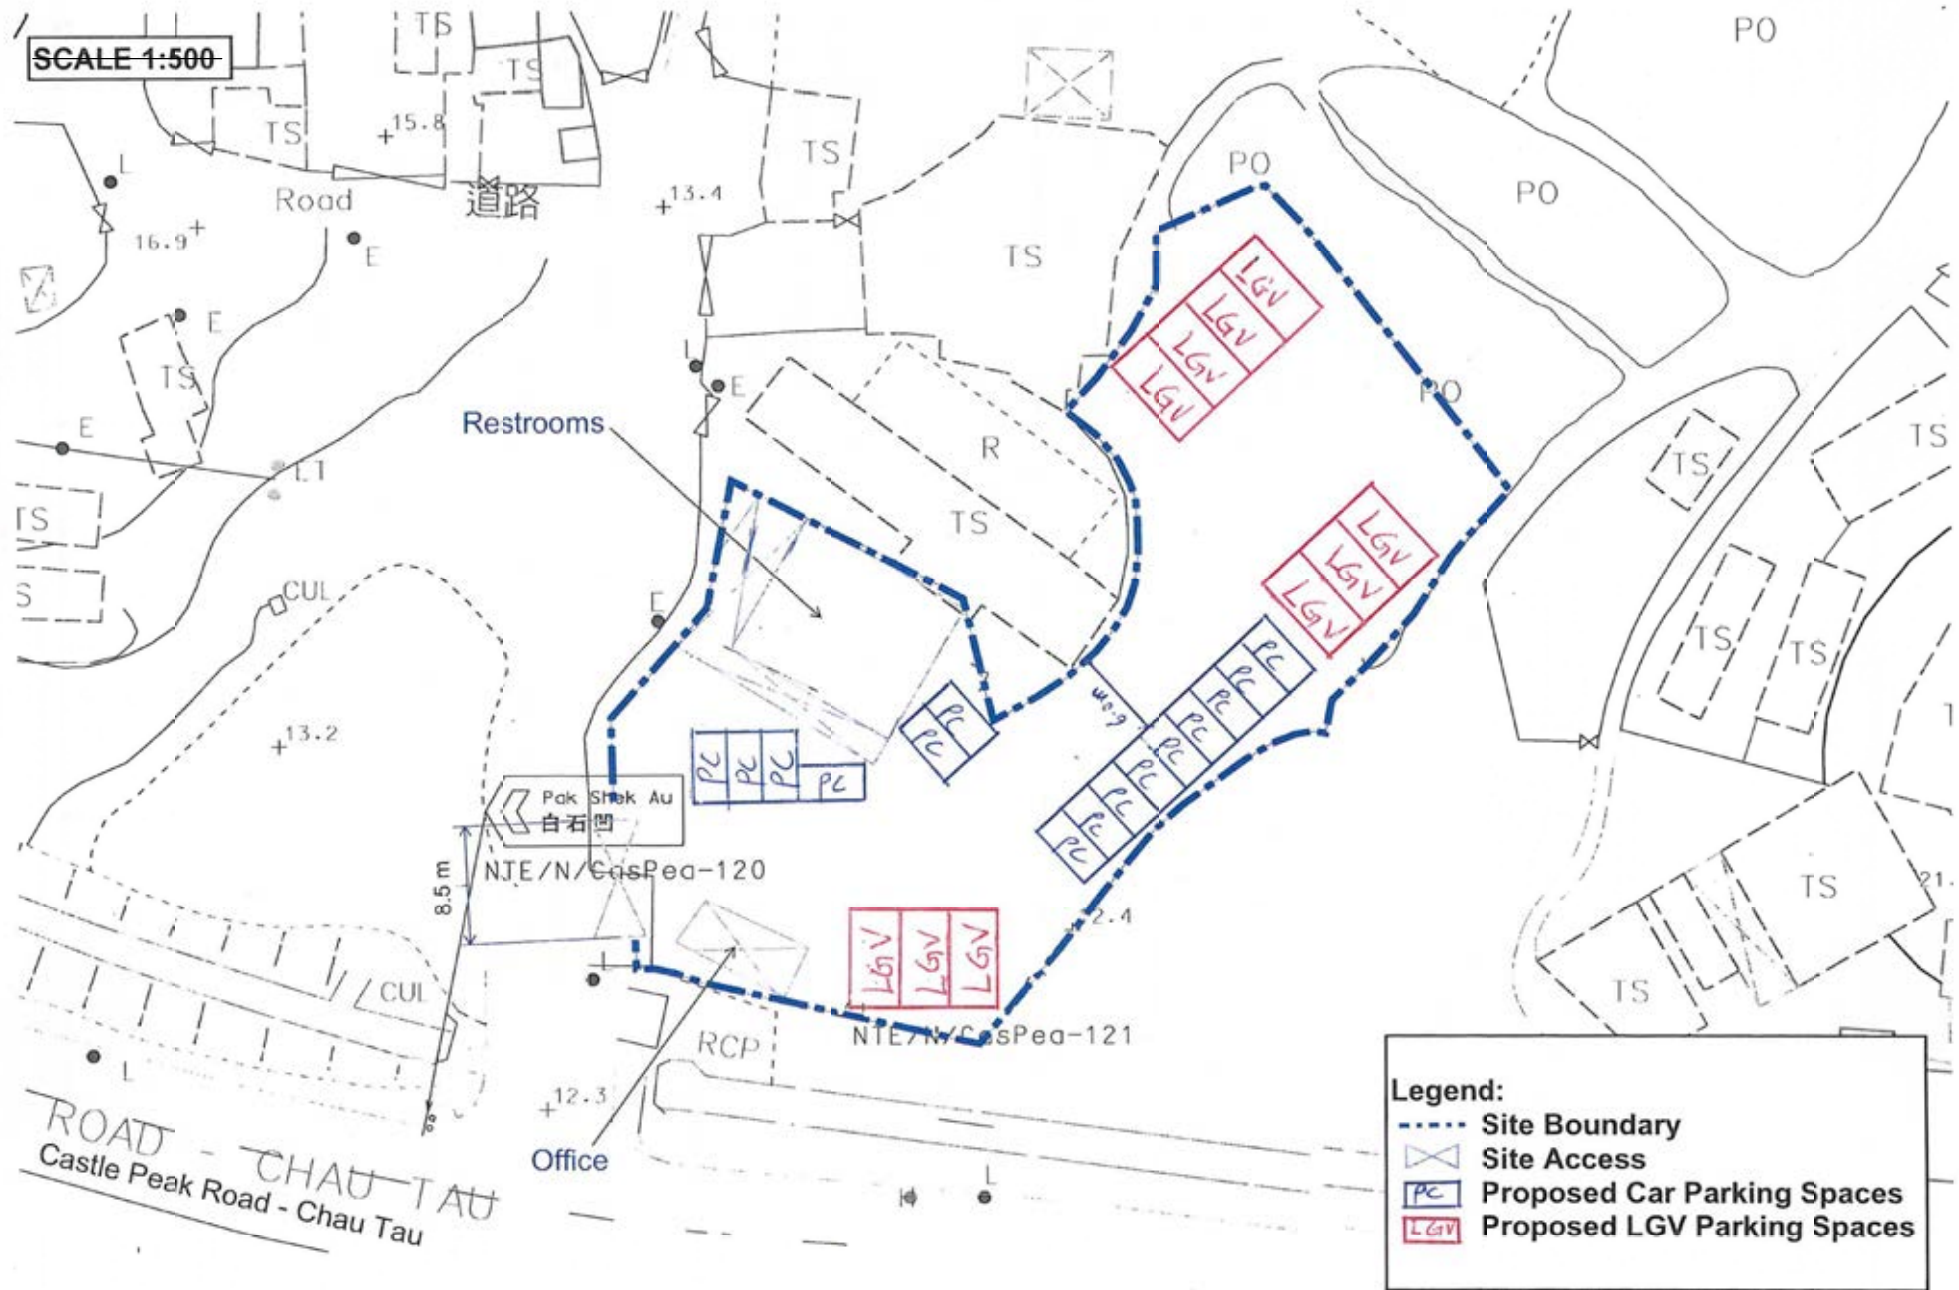 SCALE 1:500
TS
TS
TS
TS
+15.8
L
Road
道路
16.9+
E
+13.4
TS
PO
PO
PO
PO
TS
E
TS
E
L1
TS
S
L
E
Restrooms
R
TS
E
CUL
+13.2
LGV
LGV
LGV
LGV
LGV
LGV
LGV
TS
TS
TS
TS
PC
PC
PC
PC
PC
PC
PC
PC
PC
6.0m
PC
PC
PC
PC
PC
PC
Pak Shek Au
白石凹
NTE/N/CasPea-120
8.5 m
LGV
LGV
LGV
2.4
TS
21.
TS
L
CUL
RCP
NTE/N/CasPea-121
L
+12.3
Office
ROAD - CHAU TAU
Castle Peak Road - Chau Tau
H
L
Legend:
Site Boundary
Site Access
PC Proposed Car Parking Spaces
LGV Proposed LGV Parking Spaces